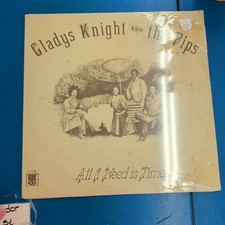 Gladys Knight AND the Pips
All I Need is Time